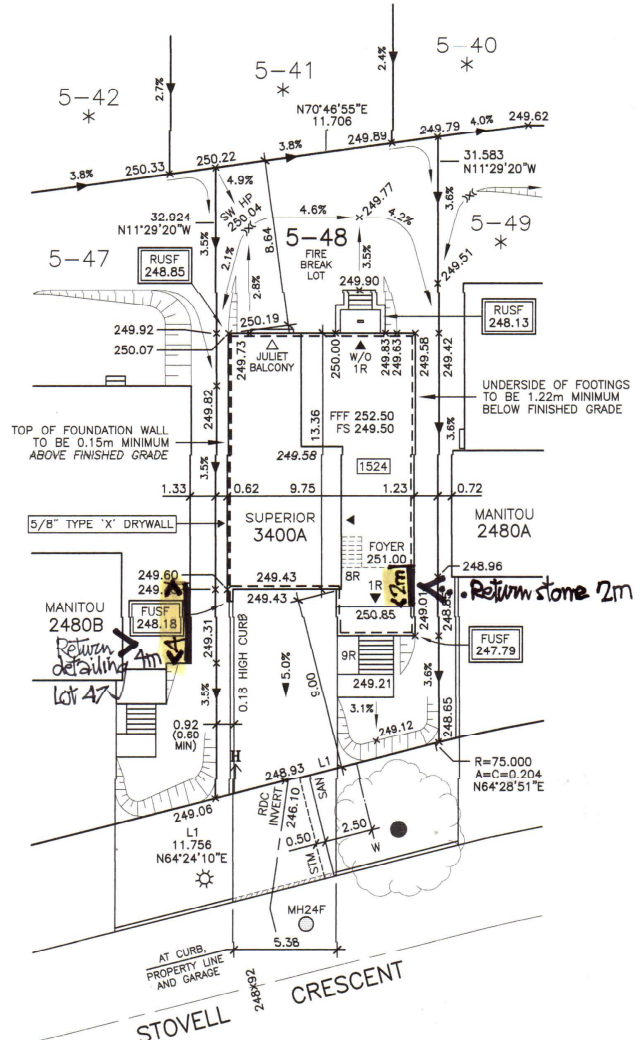 5-40
5-41
5-42
*
*
*
2.7%
2.4%
N70°46'55"E
11.706
3.8%
250.33
250.22
3.8%
249.89
249.79
4.0%
249.62
4.9%
SW HP
250.04
31.583
N11°29'20"W
32.924
N11°29'20"W
3.5%
2.1%
2.8%
8.64
4.6%
249.77
4.2%
3.5%
3.6%
249.51
5-49
*
5-47
5-48
FIRE
BREAK
LOT
RUSF
248.85
249.90
RUSF
248.13
249.92
250.07
250.19
249.73
JULIET
BALCONY
250.00
W/O
1R
249.83
249.63
249.58
249.42
249.82
UNDERSIDE OF FOOTINGS
TO BE 1.22m MINIMUM
BELOW FINISHED GRADE
TOP OF FOUNDATION WALL
TO BE 0.15m MINIMUM
ABOVE FINISHED GRADE
3.5%
13.36
FFF 252.50
FS 249.50
249.58
1524
3.6%
1.33
0.62
9.75
1.23
0.72
5/8" TYPE 'X' DRYWALL
SUPERIOR
3400A
MANITOU
2480A
FOYER
251.00
8R
1R
250.85
248.96
249.60
249.43
249.43
MANITOU
2480B
FUSF
248.18
249.31
2m
Return stone 2m
249.01
FUSF
247.79
Return
detailing 4m
Lot 47
4
0.18 HIGH CURB
5.0%
9R
249.21
3.6%
3.5%
0.92
(0.60
MIN)
3.1%
249.12
248.65
H
248.93
L1
R=75.000
A=C=0.204
N64°28'51"E
249.06
L1
11.756
N64°24'10"E
RDC
INVERT
246.10
SAN
STM
0.50
2.50
W
MH24F
5.38
AT CURB,
PROPERTY LINE
AND GARAGE
248.92
STOVELL CRESCENT